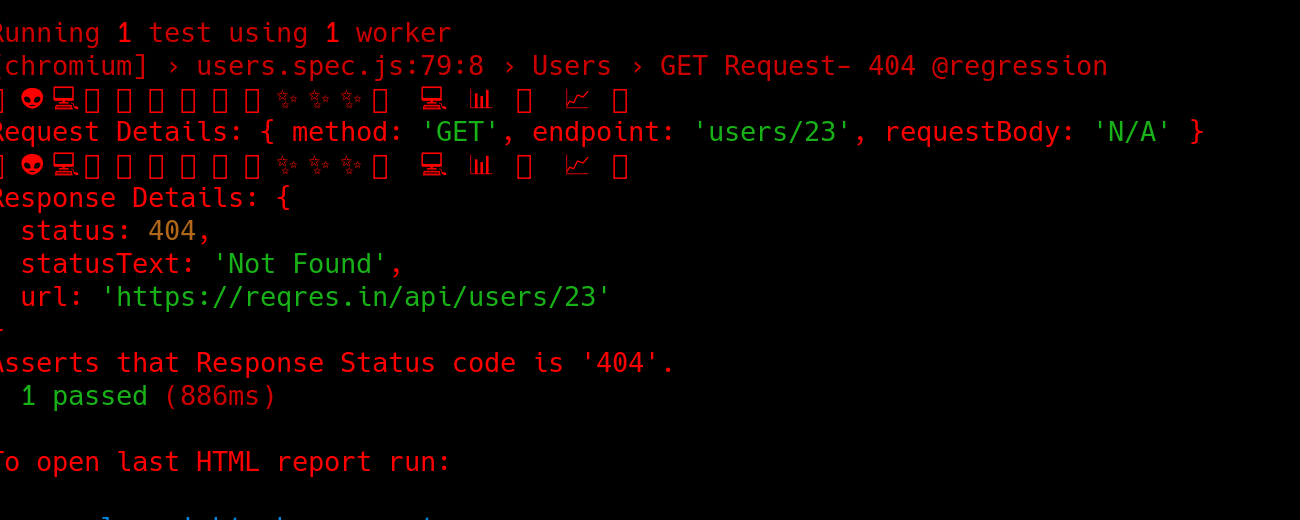 Running 1 test using 1 worker
[chromium] › users.spec.js:79:8 › Users › GET Request- 404 @regression
Request Details: { method: 'GET', endpoint: 'users/23', requestBody: 'N/A' }
Response Details: {
status: 404,
statusText: 'Not Found',
url: 'https://reqres.in/api/users/23'
}
Asserts that Response Status code is '404'.
1 passed (886ms)
To open last HTML report run: